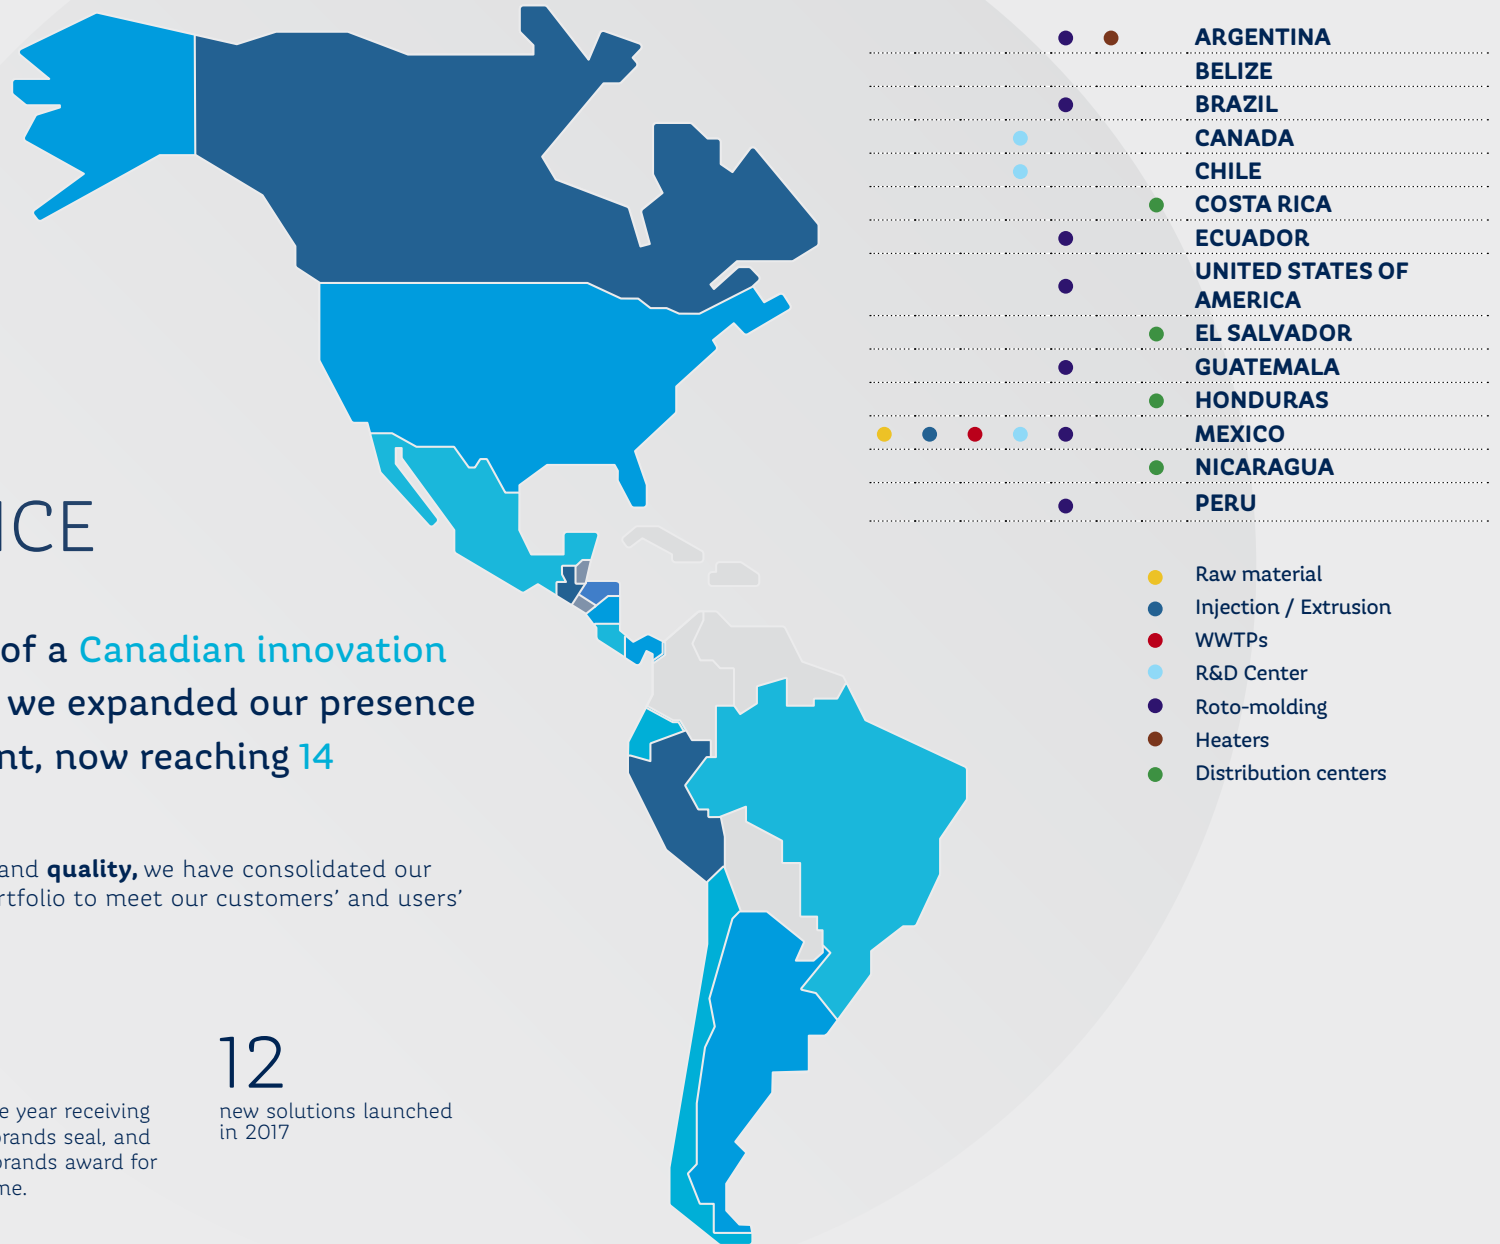 ICE
of a Canadian innovation
we expanded our presence
nt, now reaching 14
and quality, we have consolidated our
rtfolio to meet our customers’ and users’
e year receiving
brands seal, and
brands award for
me.
12
new solutions launched
in 2017
ARGENTINA
BELIZE
BRAZIL
CANADA
CHILE
COSTA RICA
ECUADOR
UNITED STATES OF
AMERICA
EL SALVADOR
GUATEMALA
HONDURAS
MEXICO
NICARAGUA
PERU
Raw material
Injection / Extrusion
WWTPs
R&D Center
Roto-molding
Heaters
Distribution centers